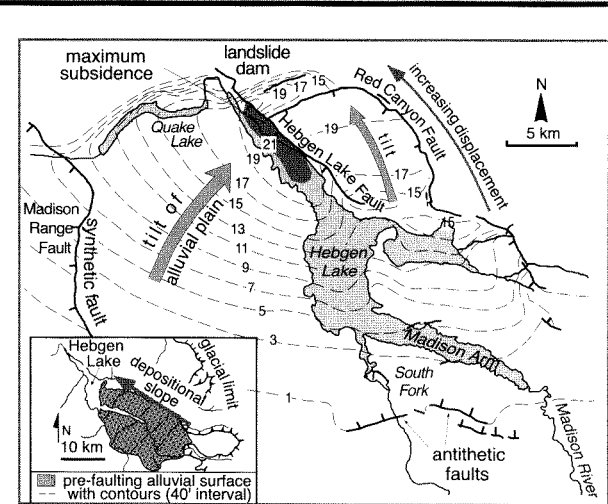 maximum
subsidence
landslide
dam
19 17 15
Red Canyon Fault
increasing displacement
N
5 km
Quake
Lake
Hebgen Lake Fault
21
19
19
tilt
17
15
15
Madison
Range
Fault
synthetic fault
tilt of
alluvial plain
17
15
13
11
9
7
5
3
1
Hebgen
Lake
Madison Arm
South
Fork
Madison River
antithetic
faults
Hebgen
Lake
glacial limit
depositional
slope
N
10 km
pre-faulting alluvial surface
with contours (40' interval)